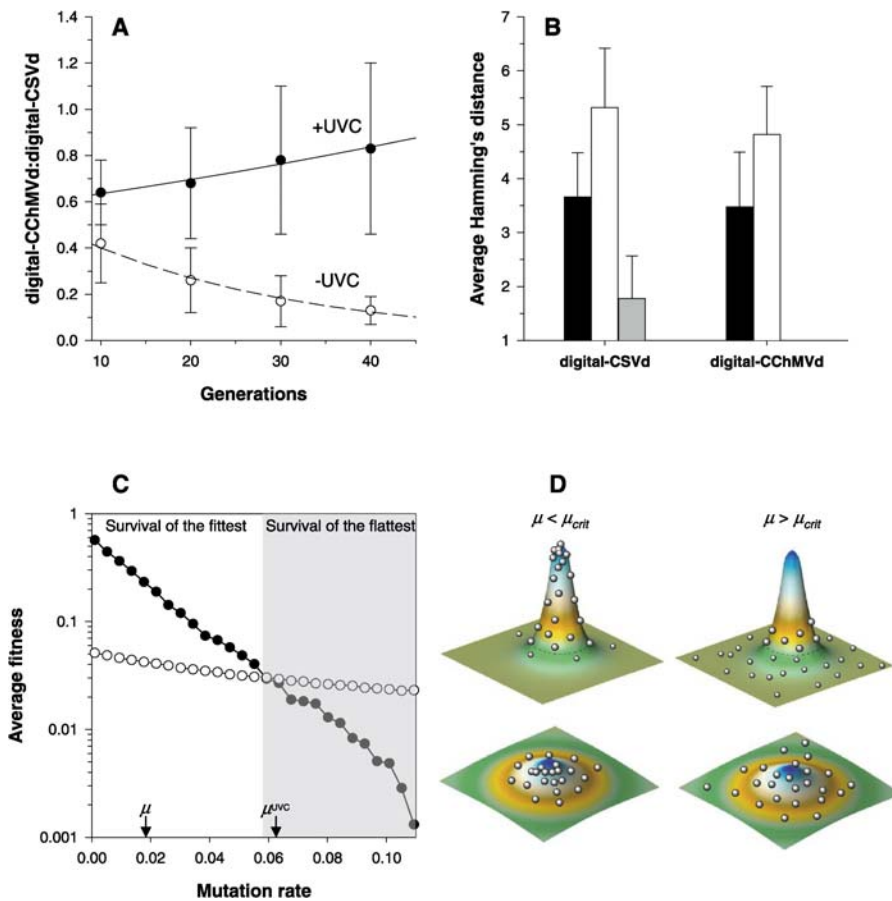 A
digital-CChMVd:digital-CSVd
1.4
1.2
1.0
0.8
0.6
0.4
0.2
0.0
+UVC
-UVC
10
20
30
40
Generations
B
Average Hamming's distance
7
6
5
4
3
2
1
digital-CSVd
digital-CChMVd
C
Average fitness
1
0.1
0.01
0.001
Survival of the fittest
Survival of the flattest
μ
μUVC
0.00
0.02
0.04
0.06
0.08
0.10
Mutation rate
D
μ < μcrit
μ > μcrit